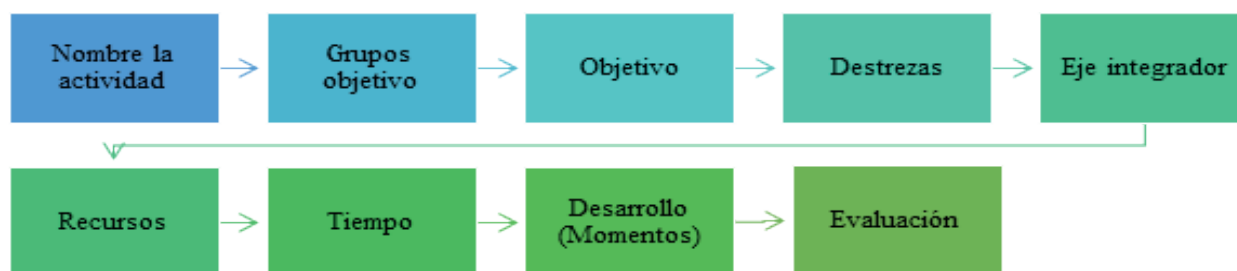 Nombre la
actividad
Grupos
objetivo
Objetivo
Destrezas
Eje integrador
Recursos
Tiempo
Desarrollo
(Momentos)
Evaluación